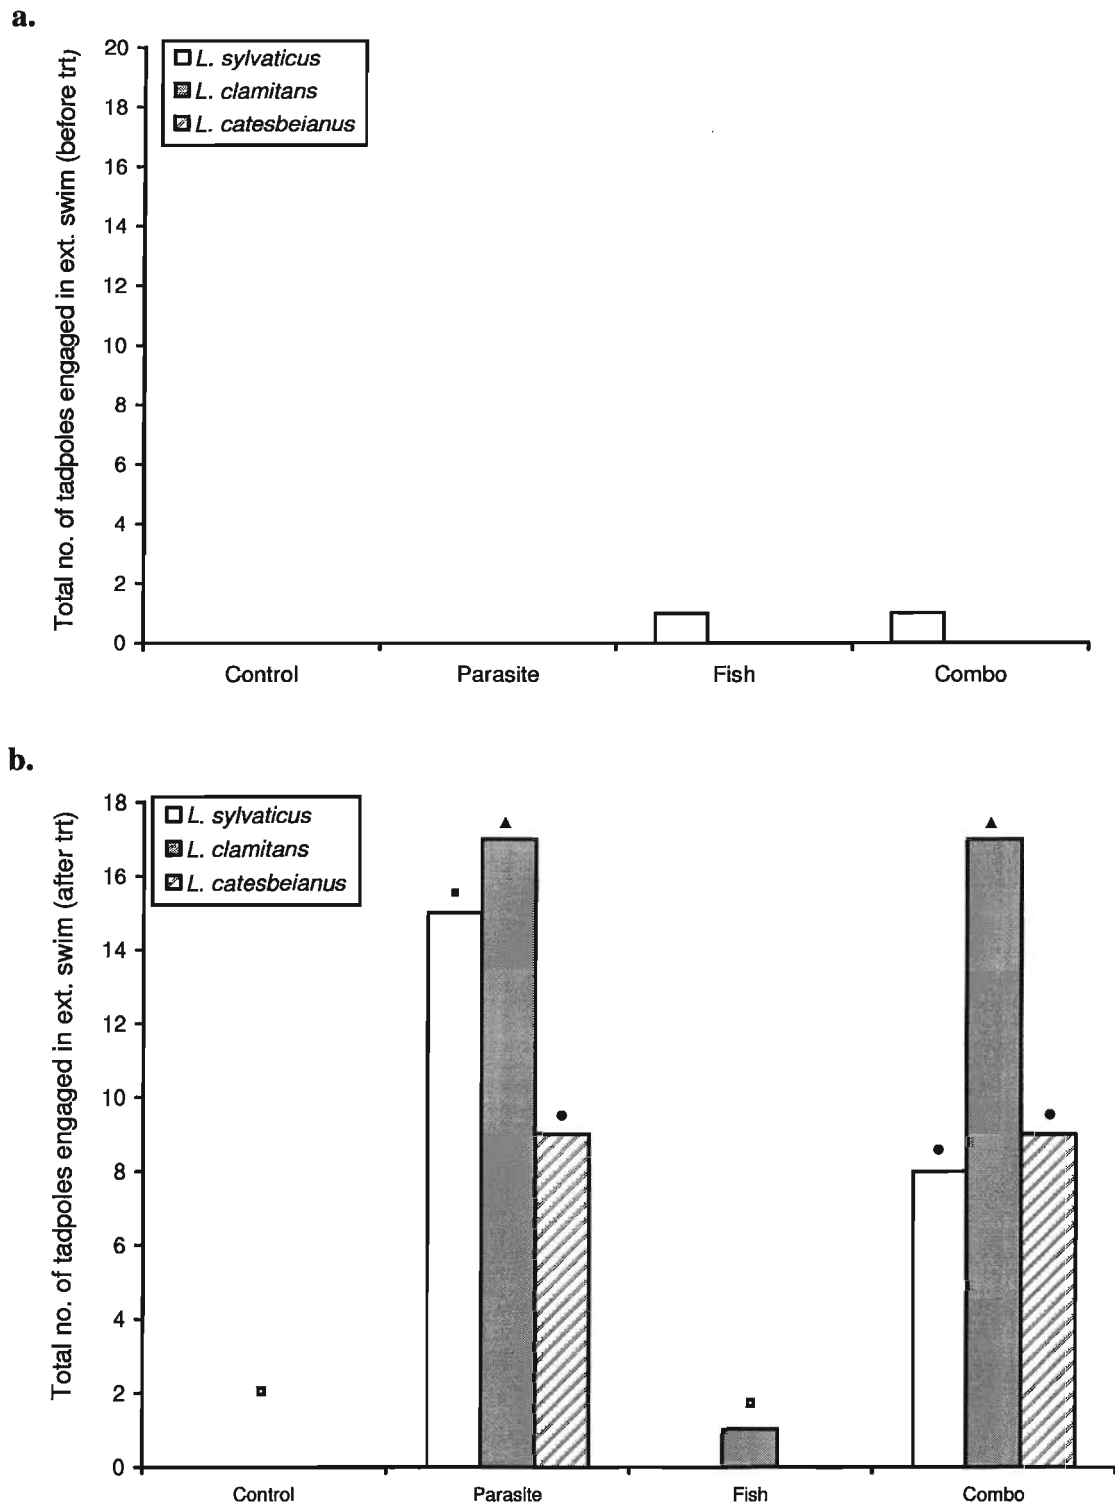 a.
Total no. of tadpoles engaged in ext. swim (before trt)
20
18
16
14
12
10
8
6
4
2
0
L. sylvaticus
L. clamitans
L. catesbeianus
Control Parasite Fish Combo
b.
Total no. of tadpoles engaged in ext. swim (after trt)
18
16
14
12
10
8
6
4
2
0
L. sylvaticus
L. clamitans
L. catesbeianus
Control Parasite Fish Combo